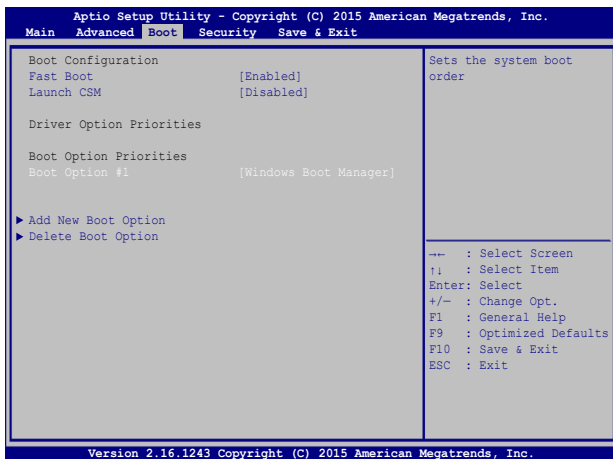 Aptio Setup Utility - Copyright (C) 2015 American Megatrends, Inc.
Main Advanced Boot Security Save & Exit
Boot Configuration
Fast Boot [Enabled]
Launch CSM [Disabled]
Driver Option Priorities
Boot Option Priorities
Boot Option #1 [Windows Boot Manager]
▶ Add New Boot Option
▶ Delete Boot Option
Sets the system boot
order
→← : Select Screen
↑↓ : Select Item
Enter: Select
+/— : Change Opt.
F1 : General Help
F9 : Optimized Defaults
F10 : Save & Exit
ESC : Exit
Version 2.16.1243 Copyright (C) 2015 American Megatrends, Inc.